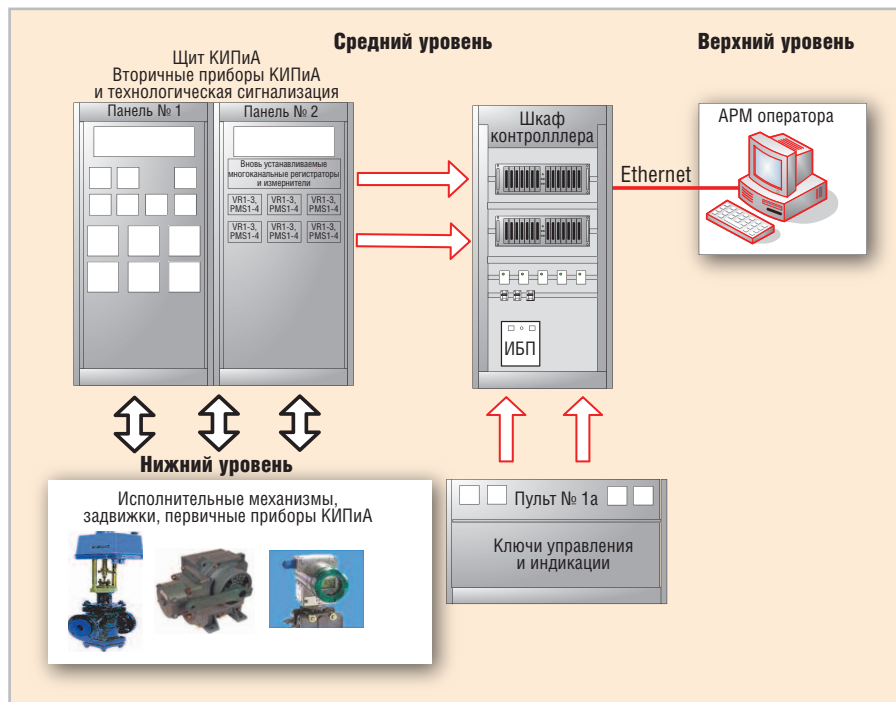 Средний уровень
Верхний уровень
Щит КИПиА
Вторичные приборы КИПиА
и технологическая сигнализация
Панель № 1
Панель № 2
Вновь устанавливаемые
многоканальные регистраторы
и измерители
VR1-3,
PMS1-4
VR1-3,
PMS1-4
VR1-3,
PMS1-4
VR1-3,
PMS1-4
VR1-3,
PMS1-4
VR1-3,
PMS1-4
Шкаф
контролллера
ИБП
Ethernet
АРМ оператора
Нижний уровень
Исполнительные механизмы,
задвижки, первичные приборы КИПиА
Пульт № 1а
Ключи управления
и индикации